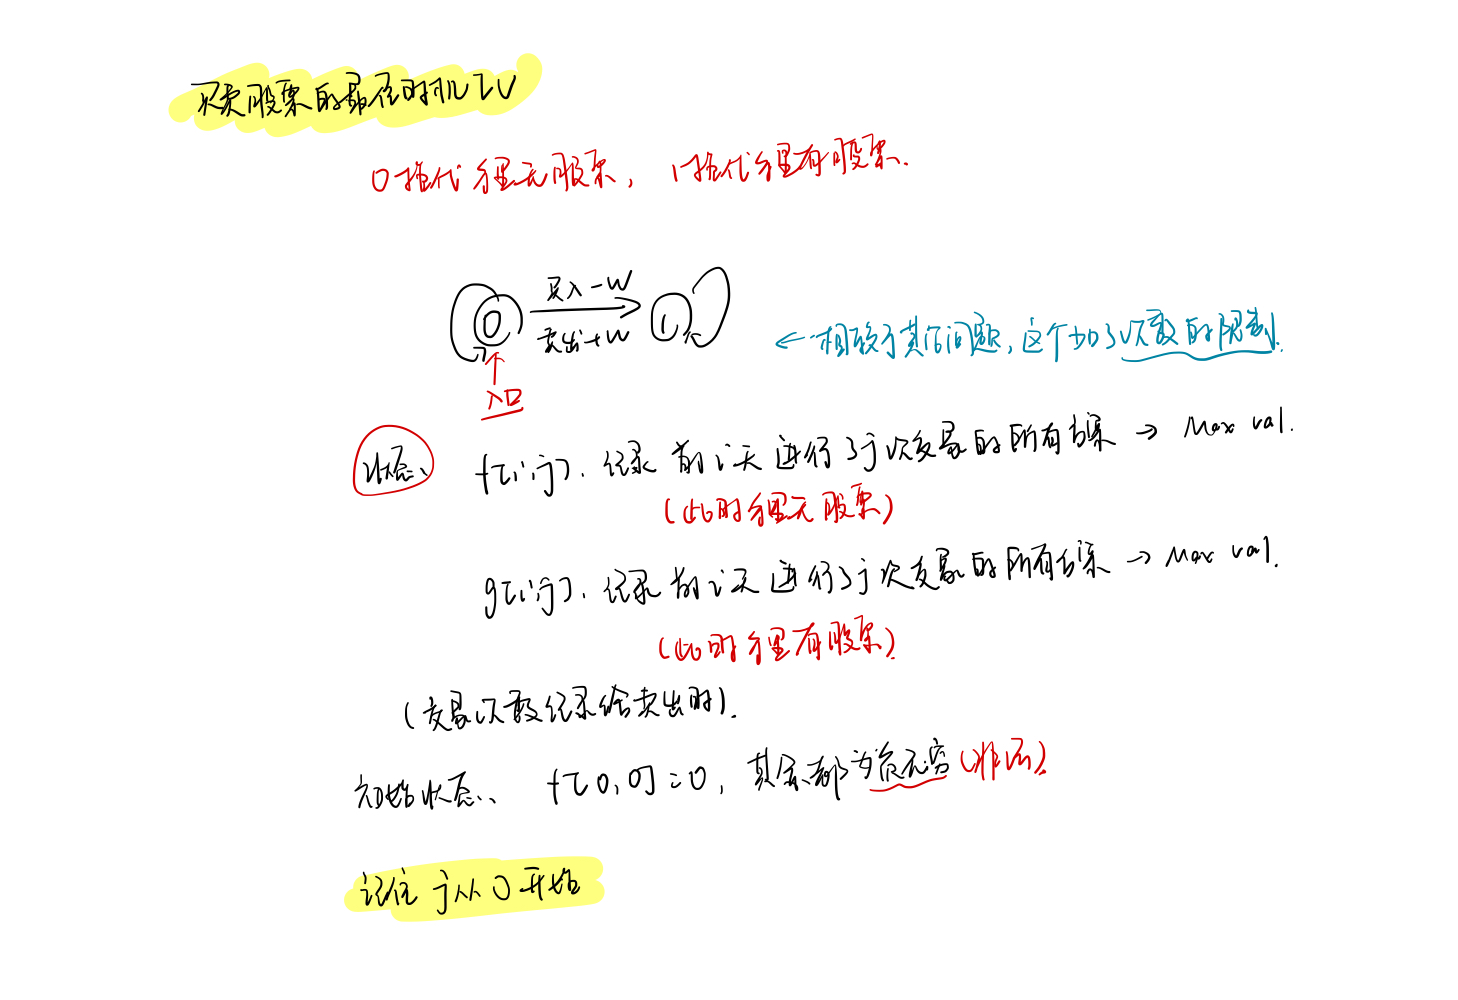 买卖股票的最佳时机IV
0指代手里无股票, 1指代手里有股票.
买入-W
0
1
卖出+W
←相较于其他问题,这个加了次数的限制.
入口
状态、 f[i,j]. 记录 前i天进行了j次交易的所有方案 → Max val.
(此时手里无股票)
g[i,j]. 记录前i天进行了j次交易的所有方案 → Max val.
(此时手里有股票)
(交易次数记录给卖出时).
初始状态、 f[0,0]=0, 其余都为负无穷(非法)
记住 j从0开始